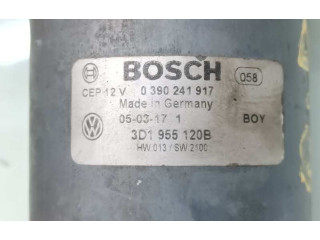 BOSCH 058
CEP 12 V 0 390 241 917
Made in Germany
05-03-17 1 BOY
3D1 955 120B
HW 013 / SW 2100